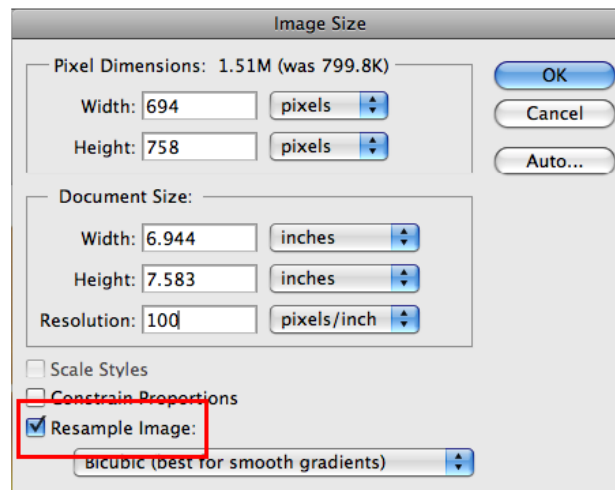 Image Size
Pixel Dimensions: 1.51M (was 799.8K)
OK
Width: 694 pixels
Cancel
Height: 758 pixels
Auto...
Document Size:
Width: 6.944 inches
Height: 7.583 inches
Resolution: 100 pixels/inch
Scale Styles
Constrain Proportions
Resample Image:
Bicubic (best for smooth gradients)